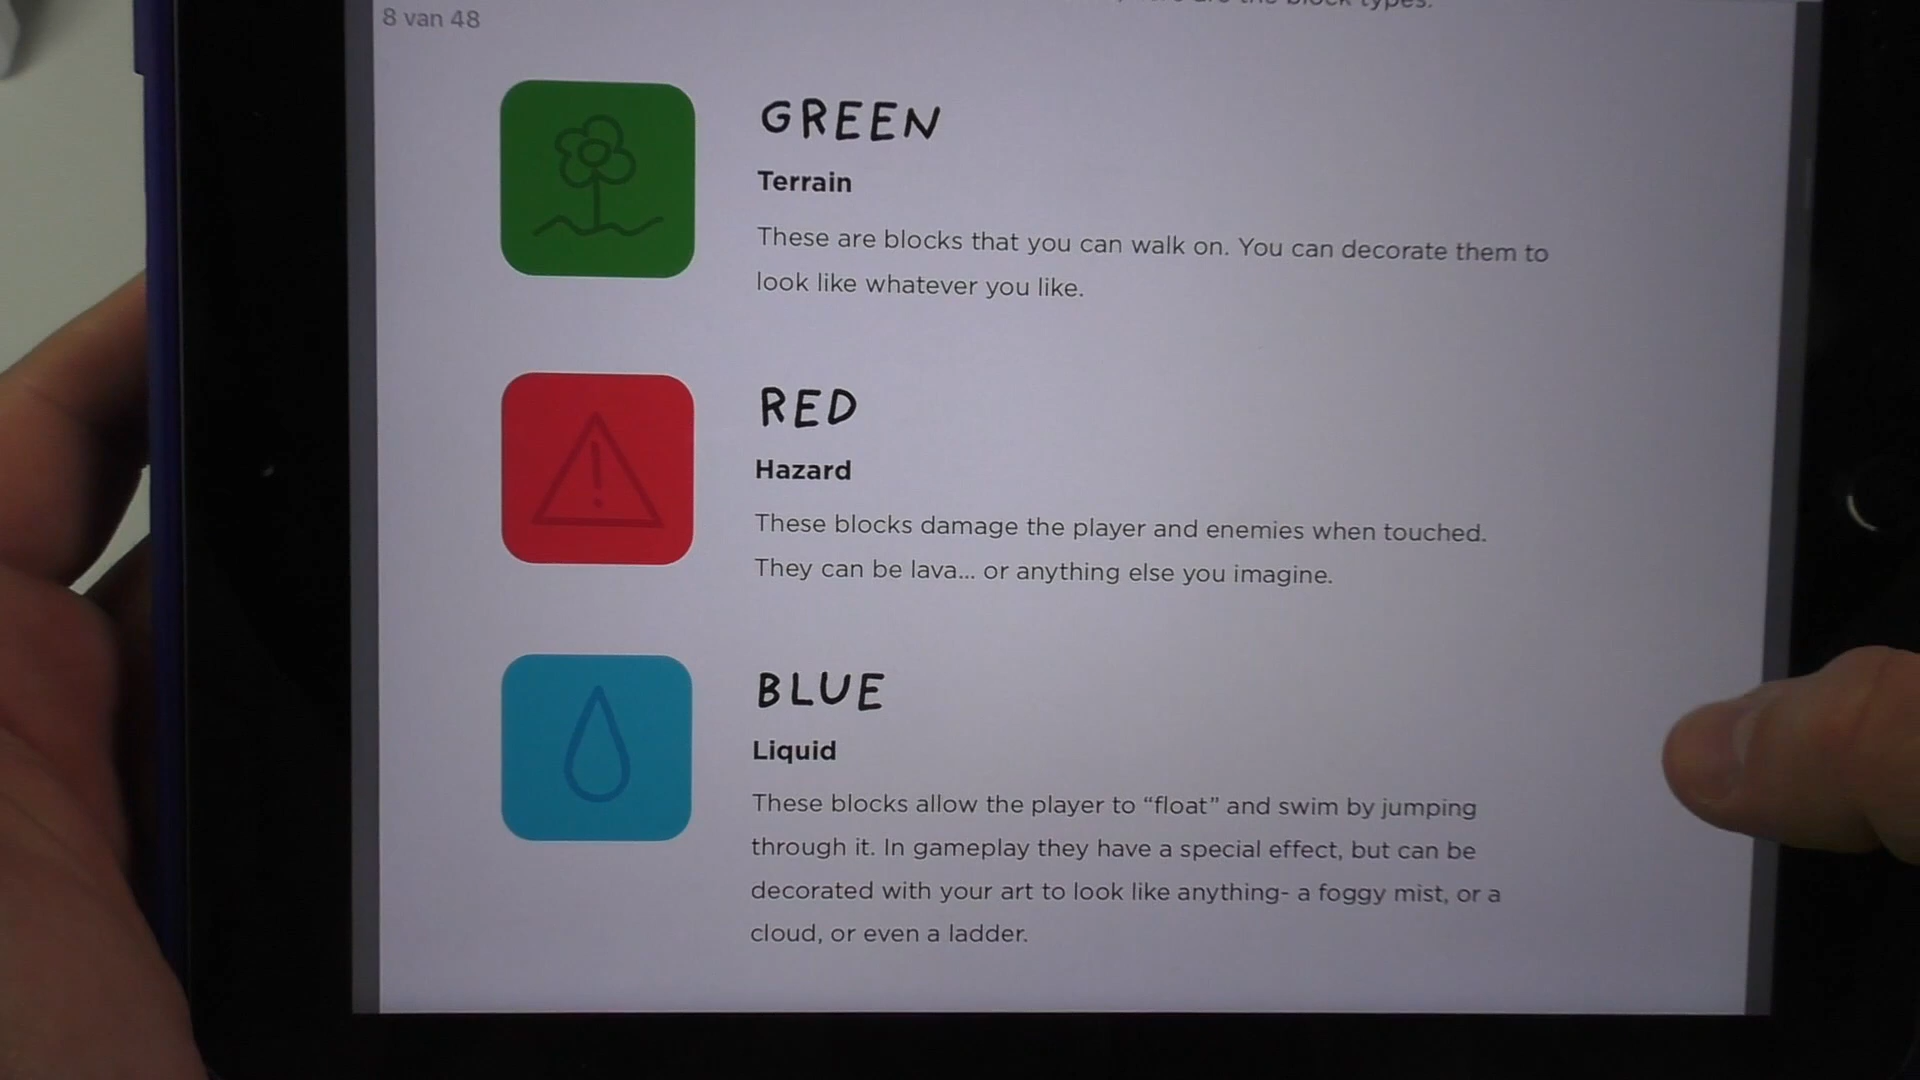 block types.
8 van 48
GREEN
Terrain
These are blocks that you can walk on. You can decorate them to
look like whatever you like.
RED
Hazard
These blocks damage the player and enemies when touched.
They can be lava... or anything else you imagine.
BLUE
Liquid
These blocks allow the player to “float” and swim by jumping
through it. In gameplay they have a special effect, but can be
decorated with your art to look like anything- a foggy mist, or a
cloud, or even a ladder.